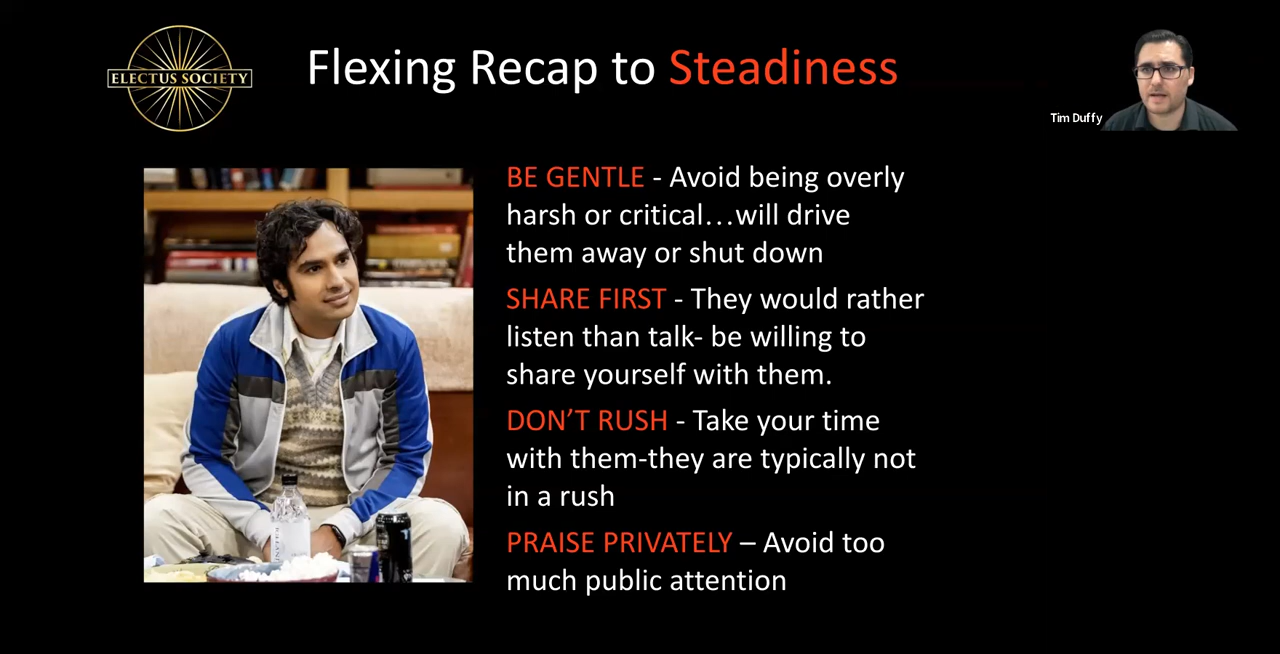 ELECTUS SOCIETY
Flexing Recap to Steadiness
Tim Duffy
BE GENTLE - Avoid being overly
harsh or critical...will drive
them away or shut down
SHARE FIRST - They would rather
listen than talk- be willing to
share yourself with them.
DON’T RUSH - Take your time
with them-they are typically not
in a rush
PRAISE PRIVATELY – Avoid too
much public attention